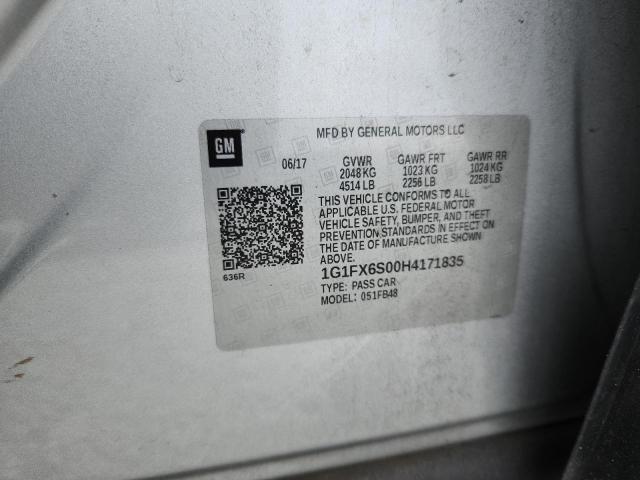 GM
MFD BY GENERAL MOTORS LLC
06/17 GVWR GAWR FRT GAWR RR
2048 KG 1023 KG 1024 KG
4514 LB 2256 LB 2258 LB
THIS VEHICLE CONFORMS TO ALL
APPLICABLE U.S. FEDERAL MOTOR
VEHICLE SAFETY, BUMPER, AND THEFT
PREVENTION STANDARDS IN EFFECT ON
THE DATE OF MANUFACTURE SHOWN
ABOVE.
636R
1G1FX6S00H4171835
TYPE: PASS CAR
MODEL: 051FB48